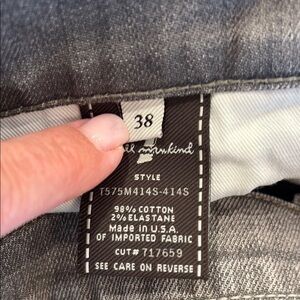 38
all mankind
STYLE
T575M414S-414S
98% COTTON
2% ELASTANE
Made in U.S.A.
OF IMPORTED FABRIC
CUT# 717659
SEE CARE ON REVERSE